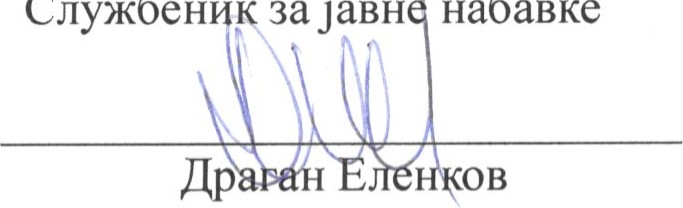 Службеник за јавне набавке
Драган Еленков